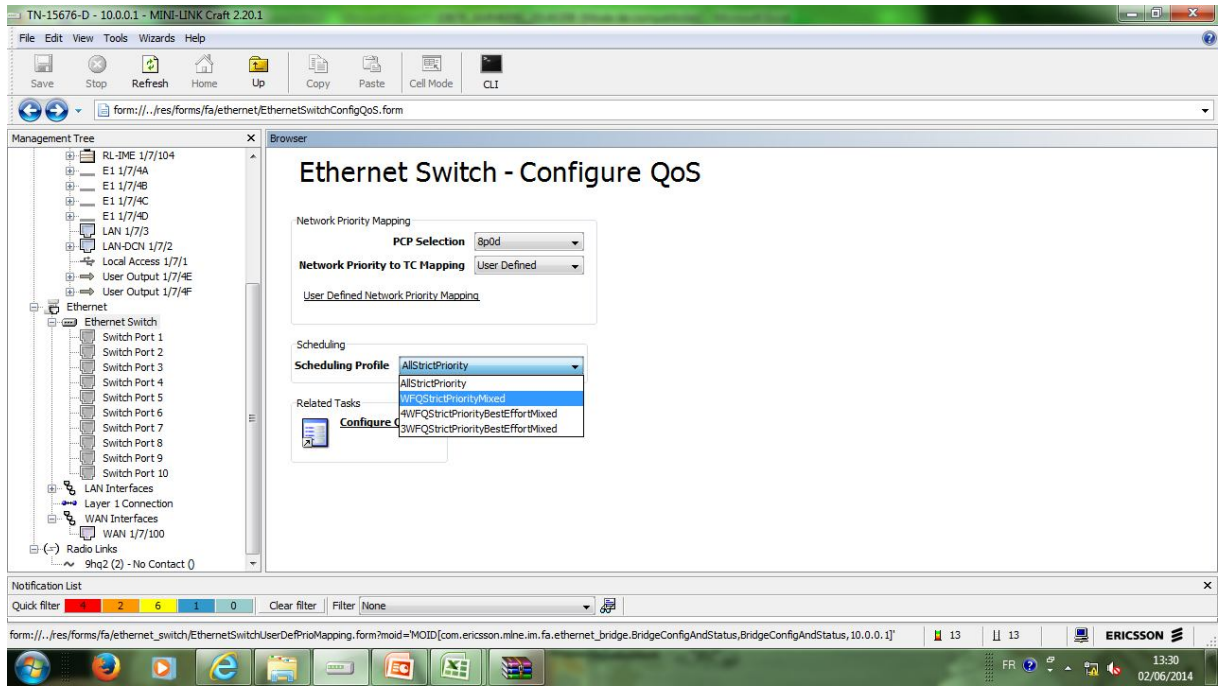 TN-15676-D - 10.0.0.1 - MINI-LINK Craft 2.20.1
File Edit View Tools Wizards Help
Save Stop Refresh Home Up Copy Paste Cell Mode CLI
form://../res/forms/fa/ethernet/EthernetSwitchConfigQoS.form
Management Tree
RL-IME 1/7/104
E1 1/7/4A
E1 1/7/4B
E1 1/7/4C
E1 1/7/4D
LAN 1/7/3
LAN-DCN 1/7/2
Local Access 1/7/1
User Output 1/7/4E
User Output 1/7/4F
Ethernet
Ethernet Switch
Switch Port 1
Switch Port 2
Switch Port 3
Switch Port 4
Switch Port 5
Switch Port 6
Switch Port 7
Switch Port 8
Switch Port 9
Switch Port 10
LAN Interfaces
Layer 1 Connection
WAN Interfaces
WAN 1/7/100
Radio Links
9hq2 (2) - No Contact ()
Browser
Ethernet Switch - Configure QoS
Network Priority Mapping
PCP Selection 8p0d
Network Priority to TC Mapping User Defined
User Defined Network Priority Mapping
Scheduling
Scheduling Profile AllStrictPriority
AllStrictPriority
WFQStrictPriorityMixed
4WFQStrictPriorityBestEffortMixed
3WFQStrictPriorityBestEffortMixed
Related Tasks
Configure
Notification List
Quick filter 4 2 6 1 0 Clear filter Filter None
form://../res/forms/fa/ethernet_switch/EthernetSwitchUserDefPrioMapping.form?moid='MOID[com.ericsson.mlne.im.fa.ethernet_bridge.BridgeConfigAndStatus,BridgeConfigAndStatus,10.0.0.1]' 13 13 ERICSSON
FR 13:30
02/06/2014